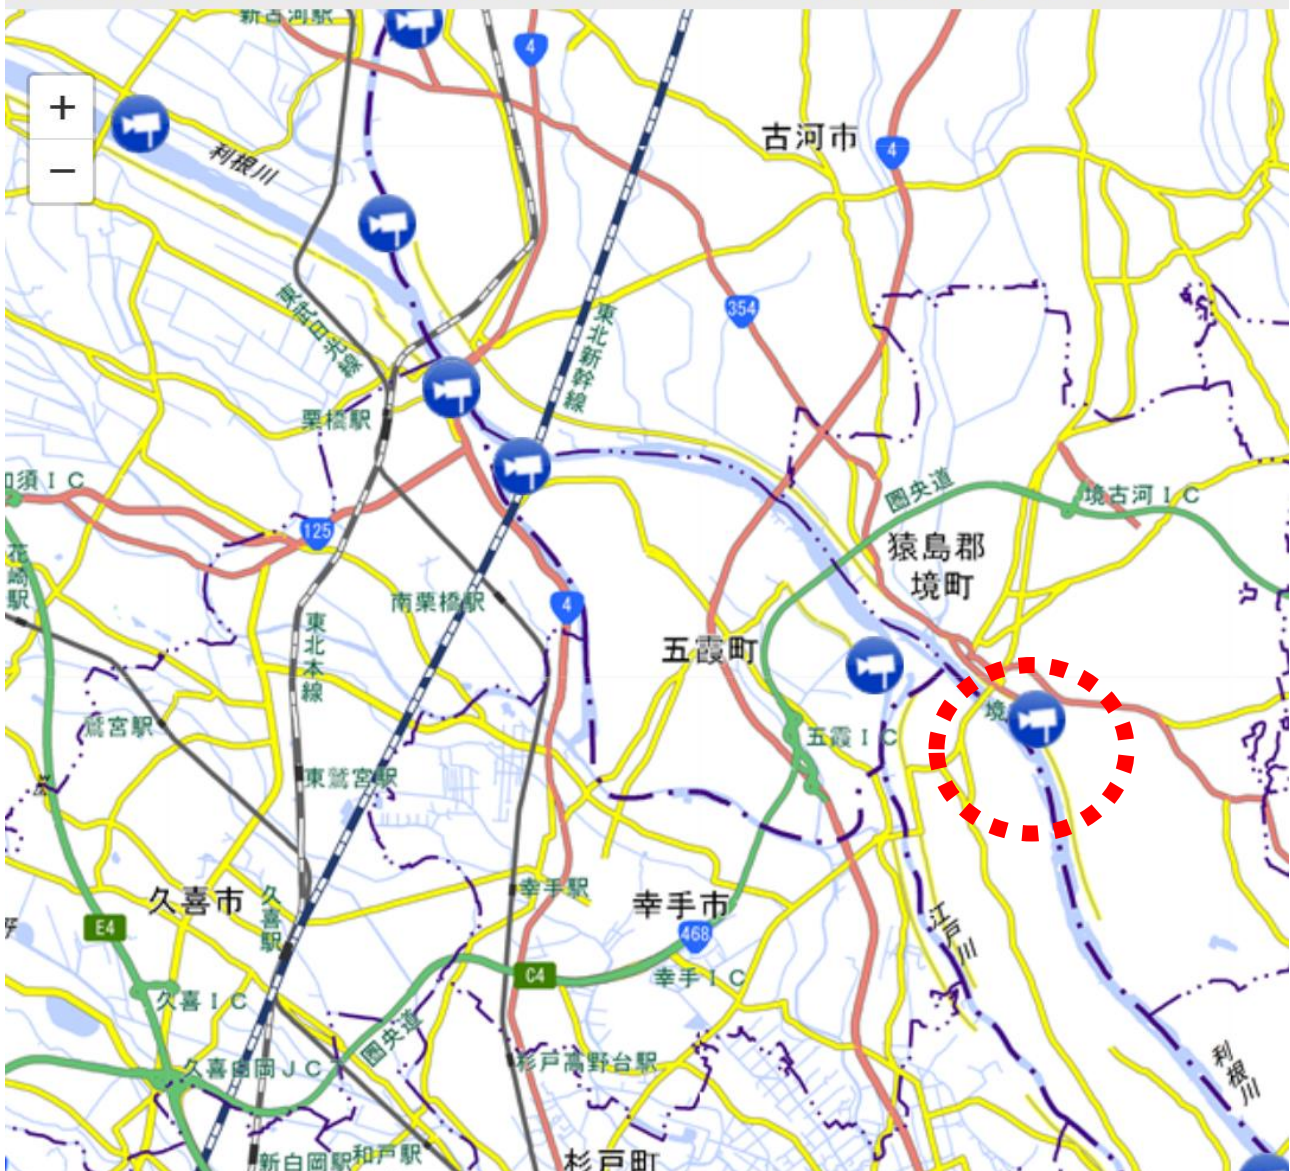 新古河駅
4
+
−
利根川
古河市
4
東武日光線
東北新幹線
354
栗橋駅
圏央道
境古河ＩＣ
須ＩＣ
125
花崎駅
猿島郡
境町
南栗橋駅
4
東北本線
五霞町
境
鷲宮駅
五霞ＩＣ
東鷲宮駅
久喜市
久喜駅
幸手駅
幸手市
E4
468
江戸川
C4
幸手ＩＣ
久喜ＩＣ
圏央道
久喜白岡ＪＣ
杉戸高野台駅
利根川
新白岡駅
和戸駅
杉戸町